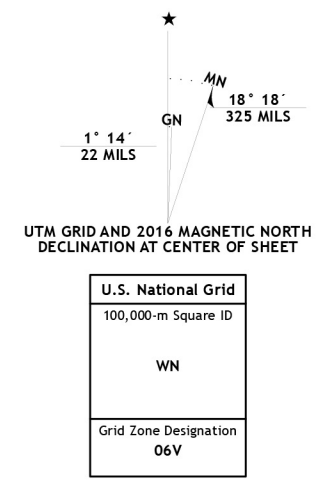 ★
MN
18° 18´
325 MILS
GN
1° 14´
22 MILS
UTM GRID AND 2016 MAGNETIC NORTH
DECLINATION AT CENTER OF SHEET
U.S. National Grid
100,000-m Square ID
WN
Grid Zone Designation
06V